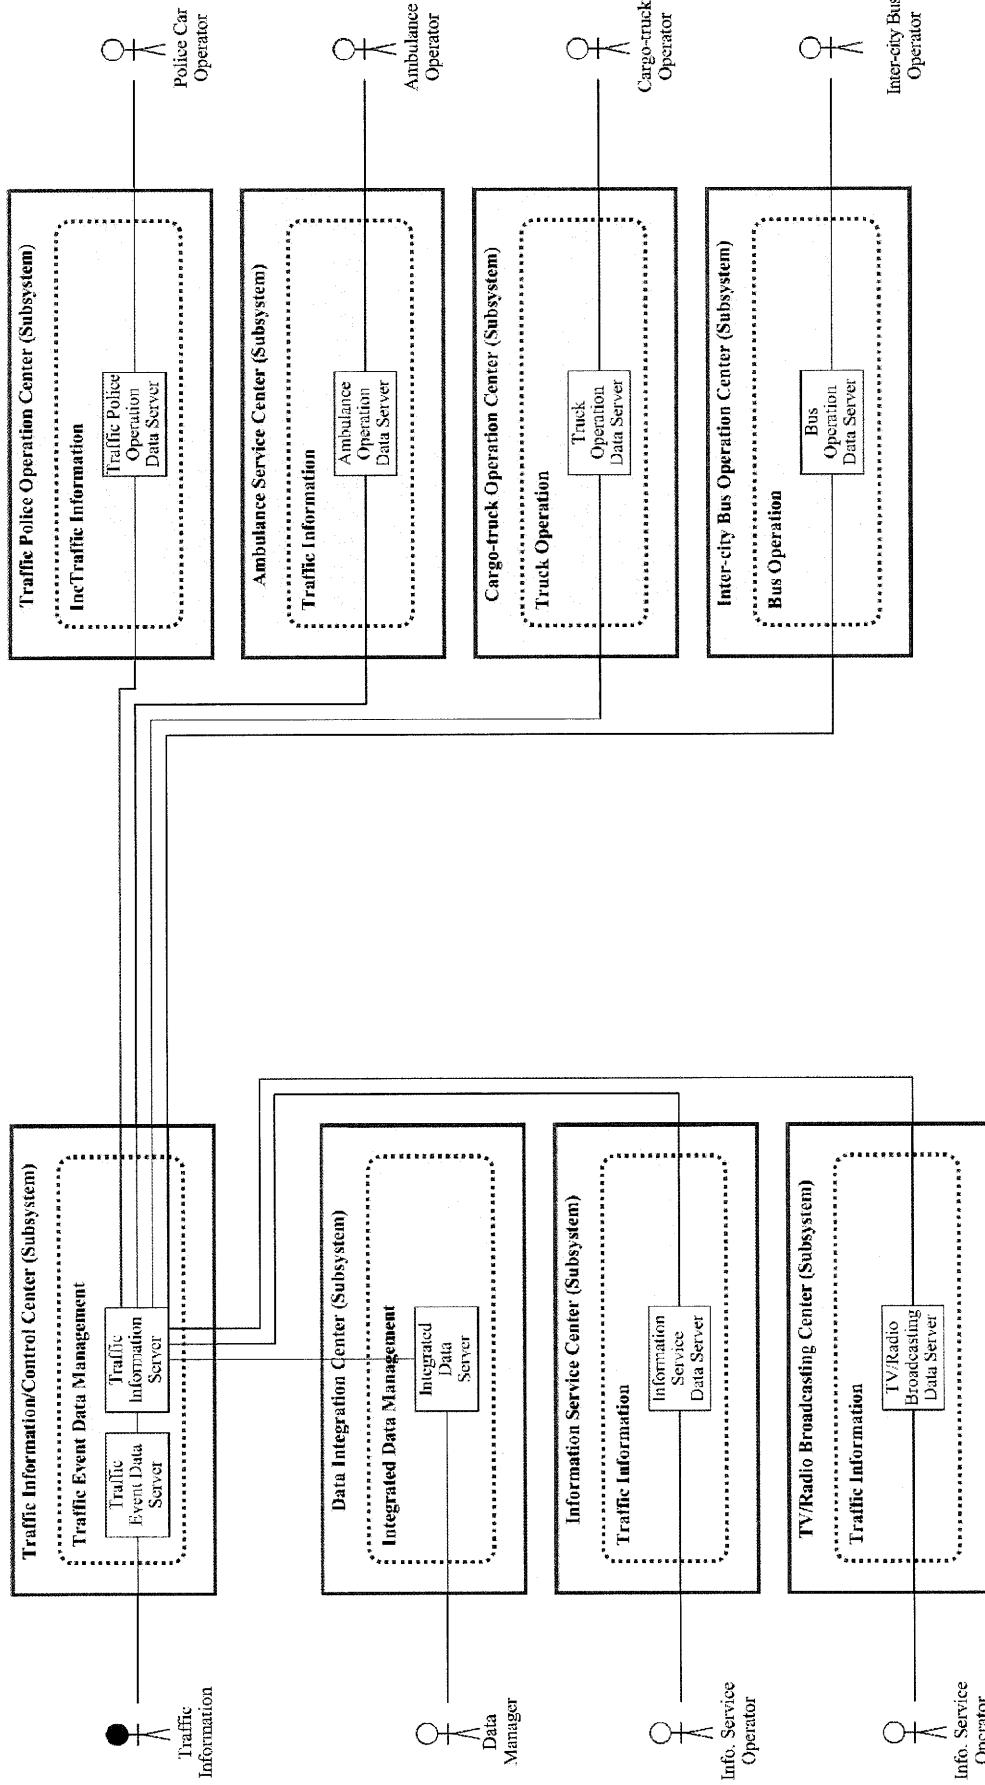 Traffic Information/Control Center (Subsystem)
Traffic Event Data Management
Traffic
Event Data
Server
Traffic
Information
Server
Traffic
Information
Data Integration Center (Subsystem)
Integrated Data Management
Integrated
Data
Server
Data
Manager
Information Service Center (Subsystem)
Traffic Information
Information
Service
Data Server
Info. Service
Operator
TV/Radio Broadcasting Center (Subsystem)
Traffic Information
TV/Radio
Broadcasting
Data Server
Info. Service
Operator
Traffic Police Operation Center (Subsystem)
IncTraffic Information
Traffic Police
Operation
Data Server
Police Car
Operator
Ambulance Service Center (Subsystem)
Traffic Information
Ambulance
Operation
Data Server
Ambulance
Operator
Cargo-truck Operation Center (Subsystem)
Truck Operation
Truck
Operation
Data Server
Cargo-truck
Operator
Inter-city Bus Operation Center (Subsystem)
Bus Operation
Bus
Operation
Data Server
Inter-city Bus
Operator